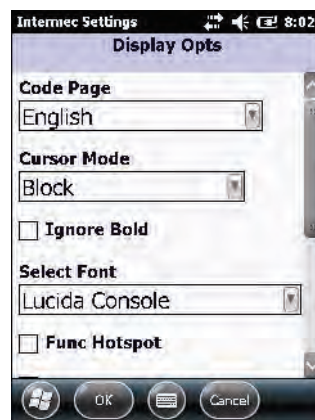 Intermec Settings 8:02
Display Opts
Code Page
English
Cursor Mode
Block
Ignore Bold
Select Font
Lucida Console
Func Hotspot
OK Cancel